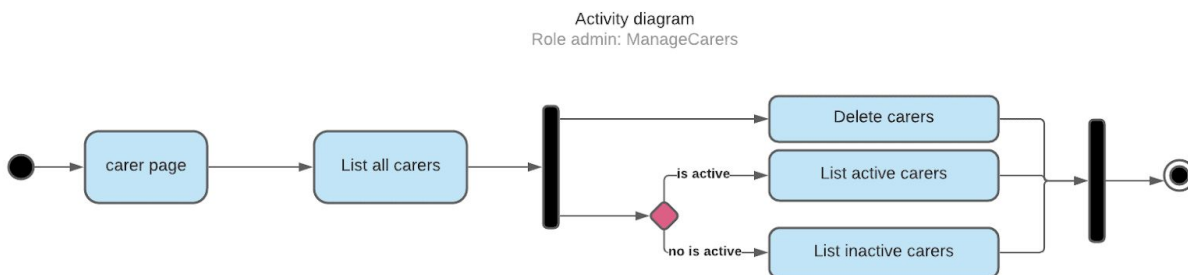 Activity diagram
Role admin: ManageCarers
carer page
List all carers
Delete carers
is active
List active carers
no is active
List inactive carers